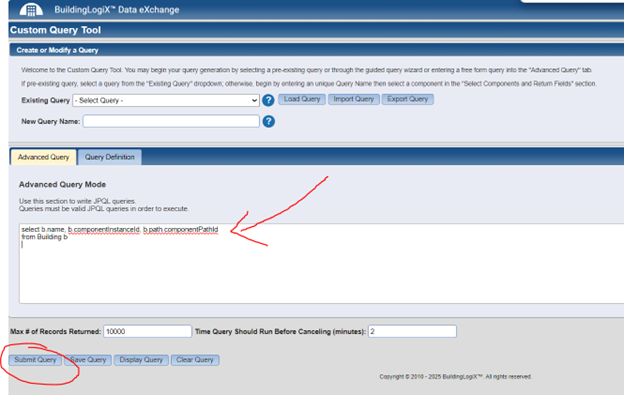 BuildingLogiX™ Data eXchange
Custom Query Tool
Create or Modify a Query
Welcome to the Custom Query Tool. You may begin your query generation by selecting a pre-existing query or through the guided query wizard or entering a free form query into the "Advanced Query" tab.
If pre-existing query, select a query from the "Existing Query" dropdown, otherwise, begin by entering an unique Query Name then select a component in the "Select Components and Return Fields" section.
Existing Query - Select Query - ? Load Query Import Query Export Query
New Query Name: ?
Advanced Query Query Definition
Advanced Query Mode
Use this section to write JPQL queries.
Queries must be valid JPQL queries in order to execute.
select b.name, b.componentInstanceId, b.path.componentPathId
from Building b
Max # of Records Returned: 10000 Time Query Should Run Before Canceling (minutes): 2
Submit Query Save Query Display Query Clear Query
Copyright © 2010 - 2025 BuildingLogiX™. All rights reserved.